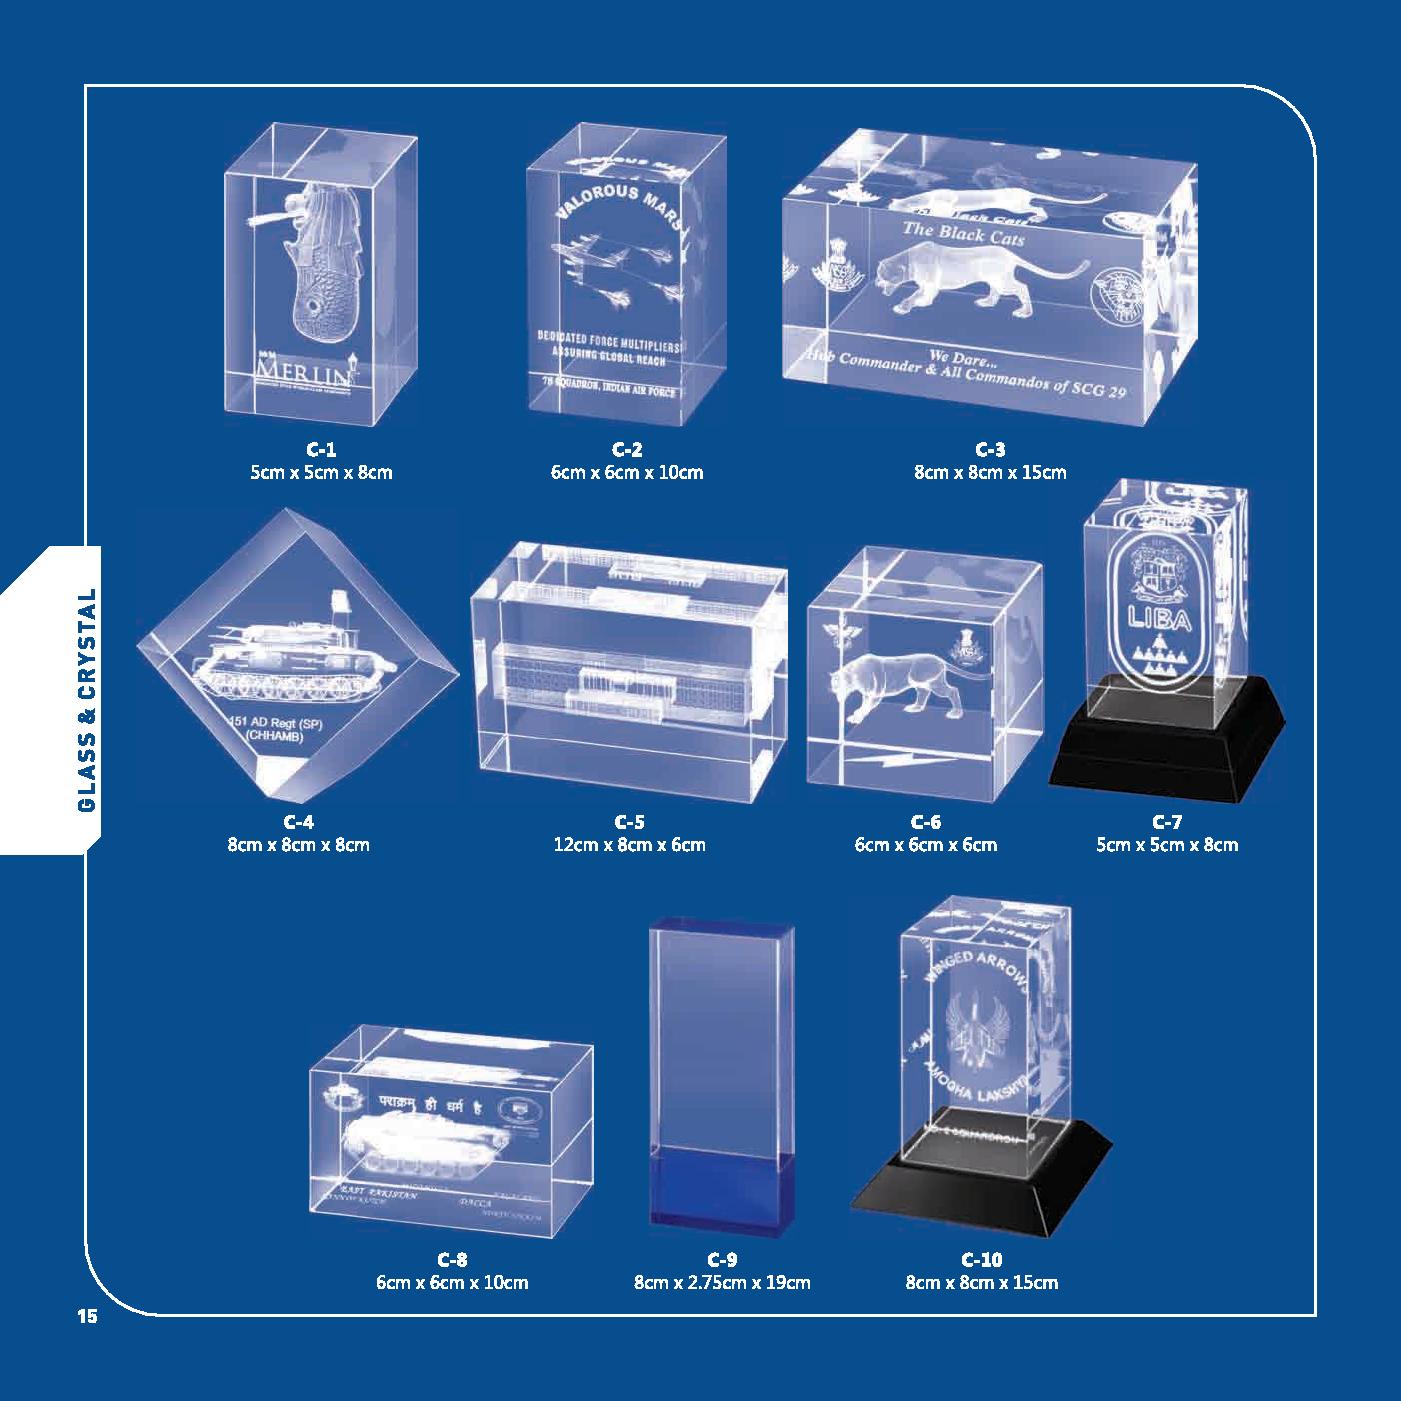 MERLIN
C-1
5cm x 5cm x 8cm
VALOROUS MARS
DEDICATED FORCE MULTIPLIERS
ASSURING GLOBAL REACH
78 SQUADRON, INDIAN AIR FORCE
C-2
6cm x 6cm x 10cm
The Black Cats
We Dare...
Hub Commander & All Commandos of SCG 29
C-3
8cm x 8cm x 15cm
GLASS & CRYSTAL
151 AD Regt (SP)
(CHHAMB)
C-4
8cm x 8cm x 8cm
C-5
12cm x 8cm x 6cm
C-6
6cm x 6cm x 6cm
LIBA
C-7
5cm x 5cm x 8cm
पराक्रम ही धर्म है
EAST PAKISTAN
DACCA
C-8
6cm x 6cm x 10cm
C-9
8cm x 2.75cm x 19cm
WINGED ARROWS
AMOGHA LAKSHYA
SQUADRON
C-10
8cm x 8cm x 15cm
15